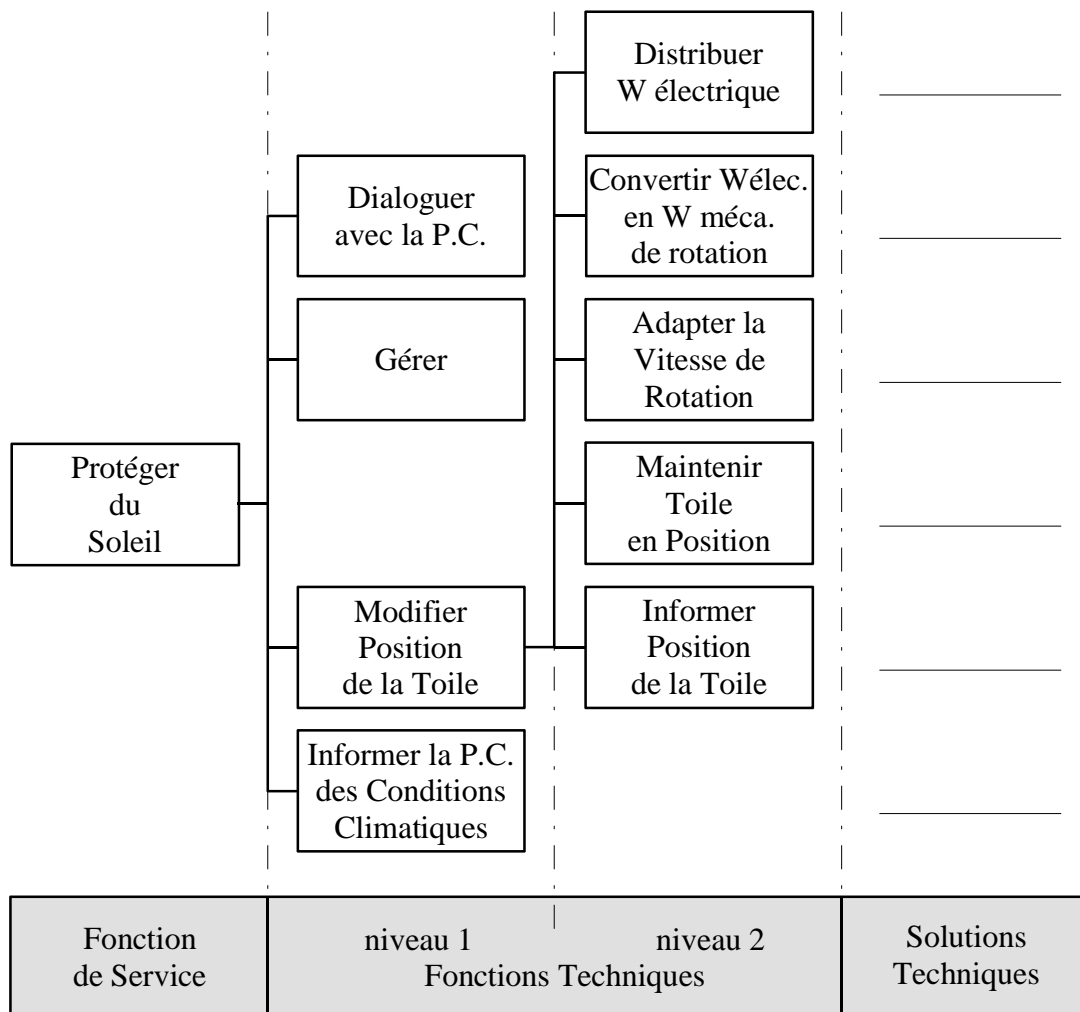 Distribuer
W électrique
Dialoguer
avec la P.C.
Convertir Wélec.
en W méca.
de rotation
Gérer
Adapter la
Vitesse de
Rotation
Protéger
du
Soleil
Maintenir
Toile
en Position
Modifier
Position
de la Toile
Informer
Position
de la Toile
Informer la P.C.
des Conditions
Climatiques
Fonction
de Service
niveau 1
niveau 2
Fonctions Techniques
Solutions
Techniques